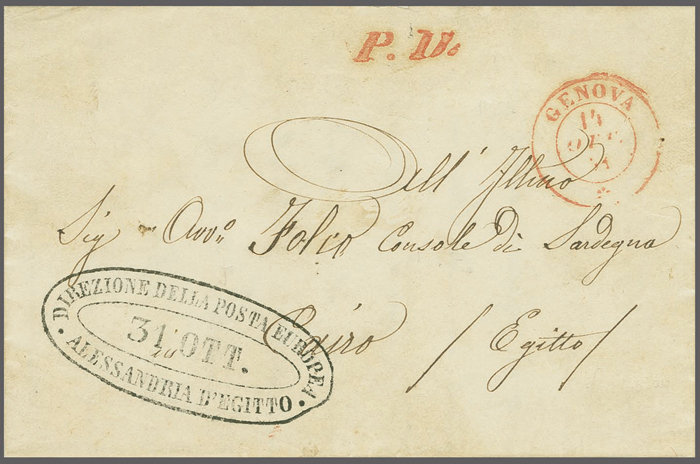 P. D.
GENOVA
14
OTT.
All' Illmo
Sig Avv.º Folco Console di Sardegna
Cairo / Egitto /
DIREZIONE DELLA POSTA EUROPEA
31 OTT.
ALESSANDRIA D'EGITTO